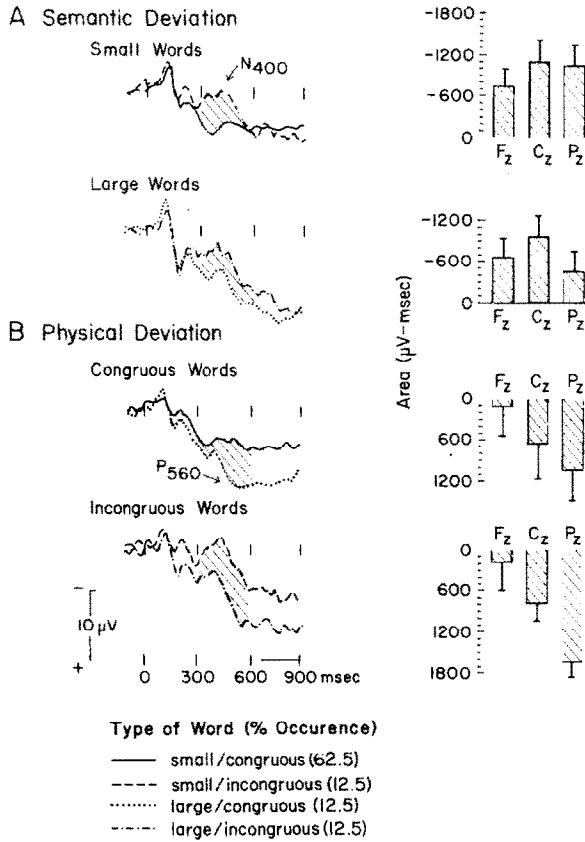 A Semantic Deviation
Small Words
N400
-1800
-1200
-600
0
Fz Cz Pz
Large Words
-1200
-600
0
Fz Cz Pz
Area (μV-msec)
B Physical Deviation
Congruous Words
P560
Fz Cz Pz
0
600
1200
Incongruous Words
Fz Cz Pz
0
600
1200
1800
−
10 μV
+
0 300 600 900 msec
Type of Word (% Occurence)
small/congruous (62.5)
small/incongruous (12.5)
large/congruous (12.5)
large/incongruous (12.5)